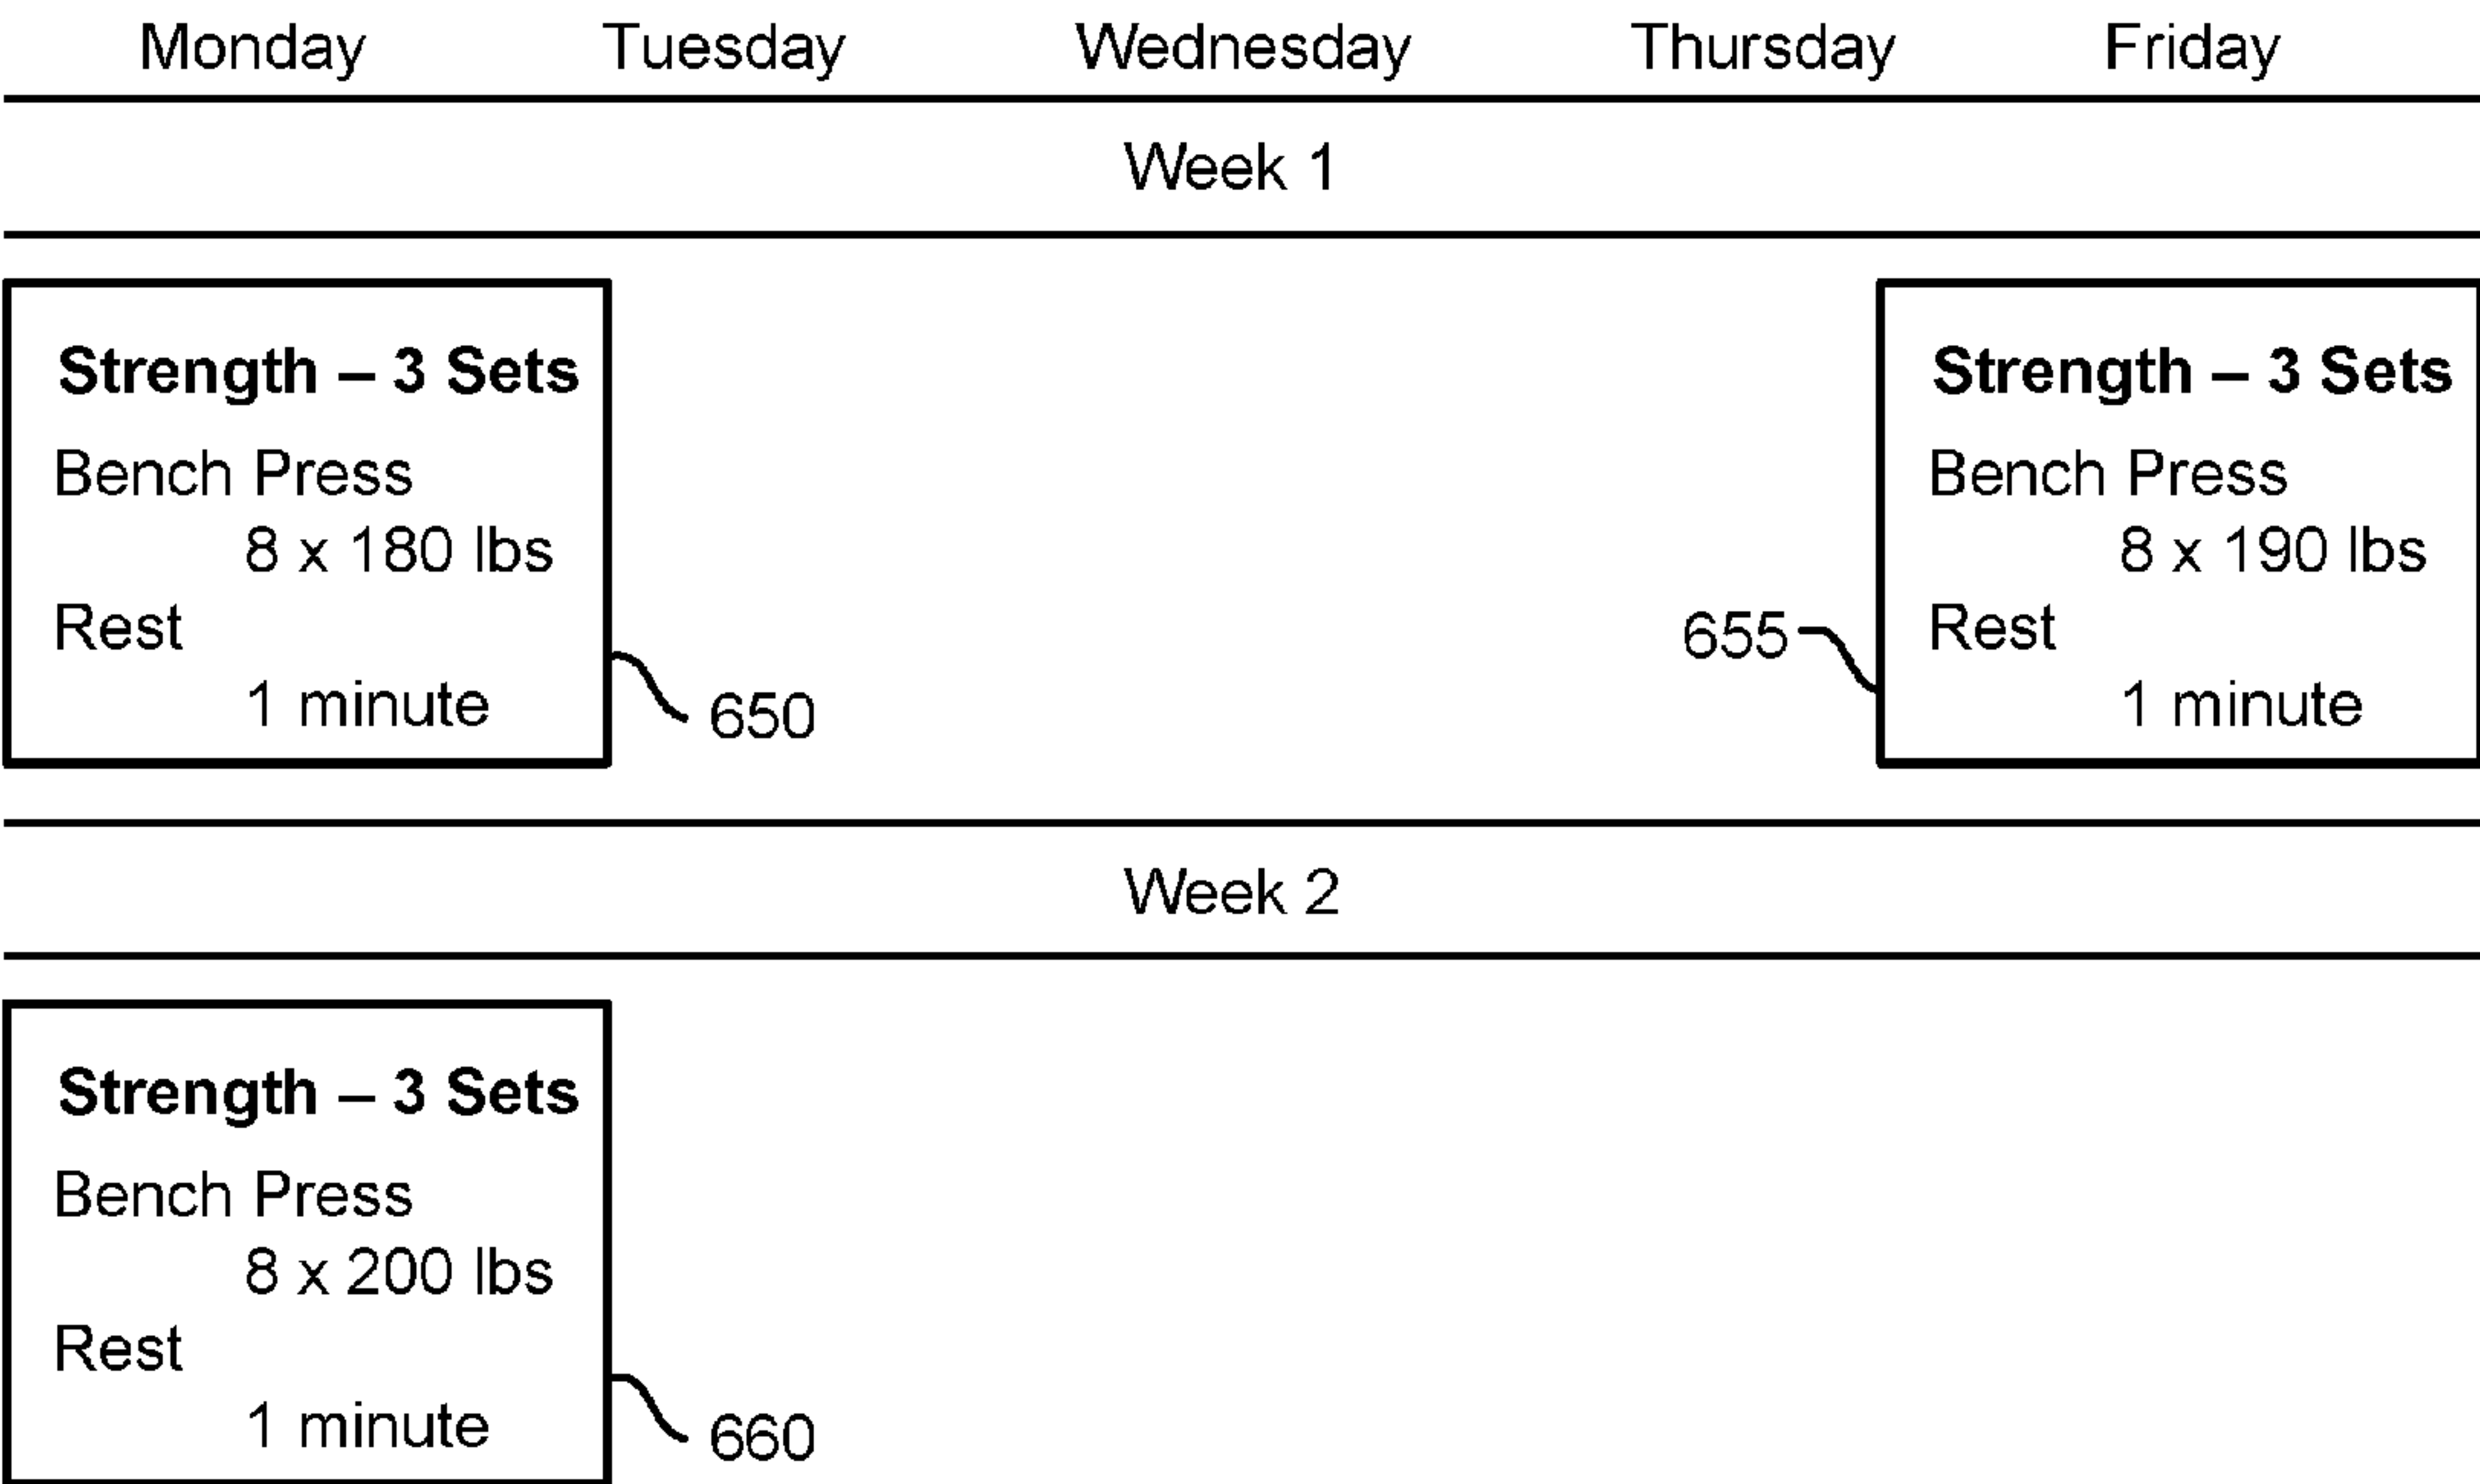 Monday Tuesday Wednesday Thursday Friday
Week 1
Strength – 3 Sets
Bench Press
8 x 180 lbs
Rest
1 minute
650
Strength – 3 Sets
Bench Press
8 x 190 lbs
Rest
1 minute
655
Week 2
Strength – 3 Sets
Bench Press
8 x 200 lbs
Rest
1 minute
660